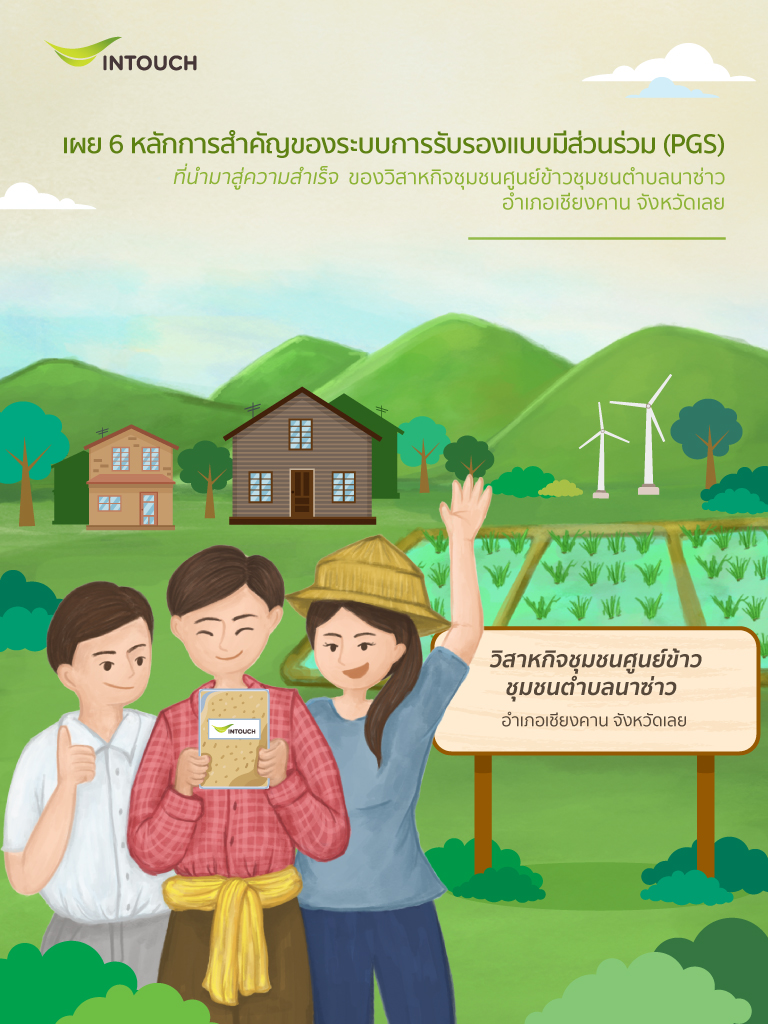 INTOUCH
เผย 6 หลักการสำคัญของระบบการรับรองแบบมีส่วนร่วม (PGS)
ที่นำมาสู่ความสำเร็จ ของวิสาหกิจชุมชนศูนย์ข้าวชุมชนตำบลนาซ่าว
อำเภอเชียงคาน จังหวัดเลย
วิสาหกิจชุมชนศูนย์ข้าว
ชุมชนตำบลนาซ่าว
อำเภอเชียงคาน จังหวัดเลย
INTOUCH